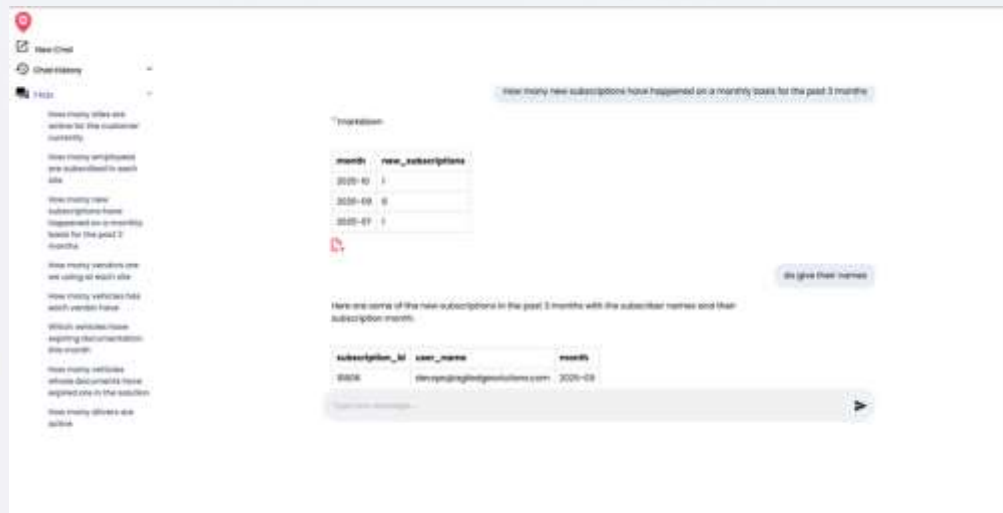 New Chat
Chat History
FAQs
How many sites are
active for the customer
currently
How many employees
are subscribed in each
site
How many new
subscriptions have
happened on a monthly
basis for the past 3
months
How many vendors are
we using at each site
How many vehicles has
each vendor have
Which vehicles have
expiring documentation
this month
How many vehicles
whose documents have
expired are in the solution
How many drivers are
active
How many new subscriptions have happened on a monthly basis for the past 3 months
```markdown
month new_subscriptions
2025-10 1
2025-09
2025-07 1
do give their names
Here are some of the new subscriptions in the past 3 months with the subscriber names and their
subscription month:
subscription_id user_name month
2025-09
Type your message...